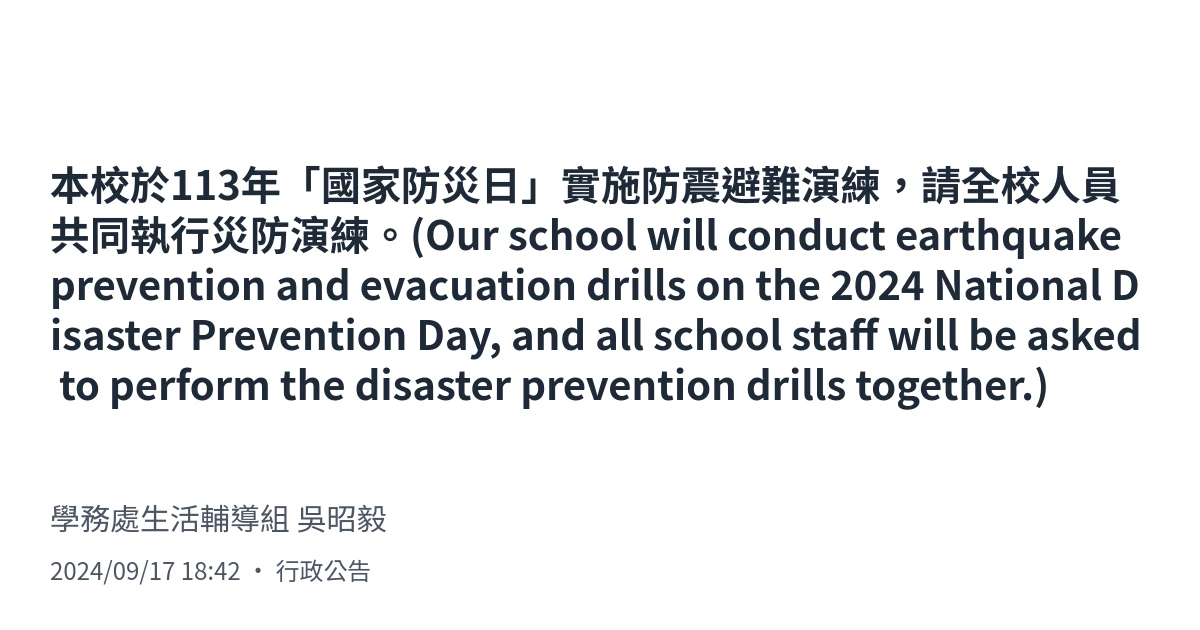 本校於113年「國家防災日」實施防震避難演練，請全校人員
共同執行災防演練。(Our school will conduct earthquake
prevention and evacuation drills on the 2024 National D
isaster Prevention Day, and all school staff will be asked
 to perform the disaster prevention drills together.)
學務處生活輔導組 吳昭毅
2024/09/17 18:42 ・ 行政公告